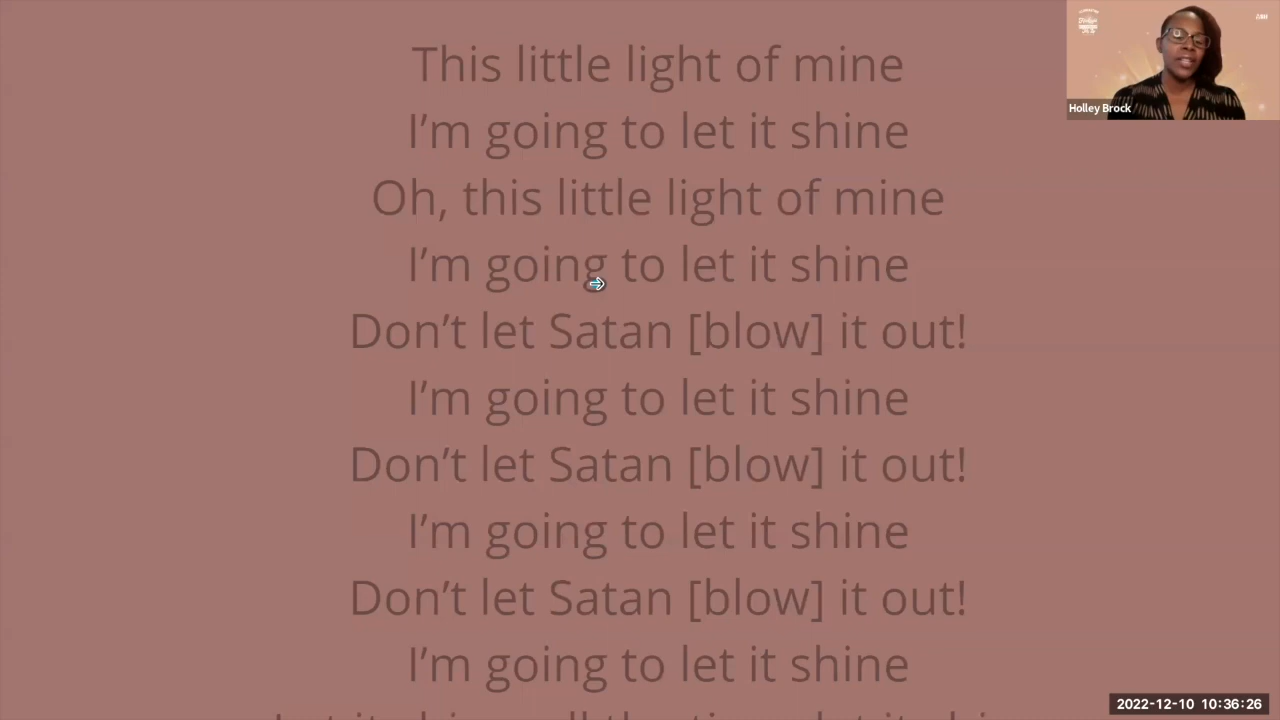 This little light of mine
I'm going to let it shine
Oh, this little light of mine
I'm going to let it shine
Don't let Satan [blow] it out!
I'm going to let it shine
Don't let Satan [blow] it out!
I'm going to let it shine
Don't let Satan [blow] it out!
I'm going to let it shine
Holley Brock
2022-12-10 10:36:26